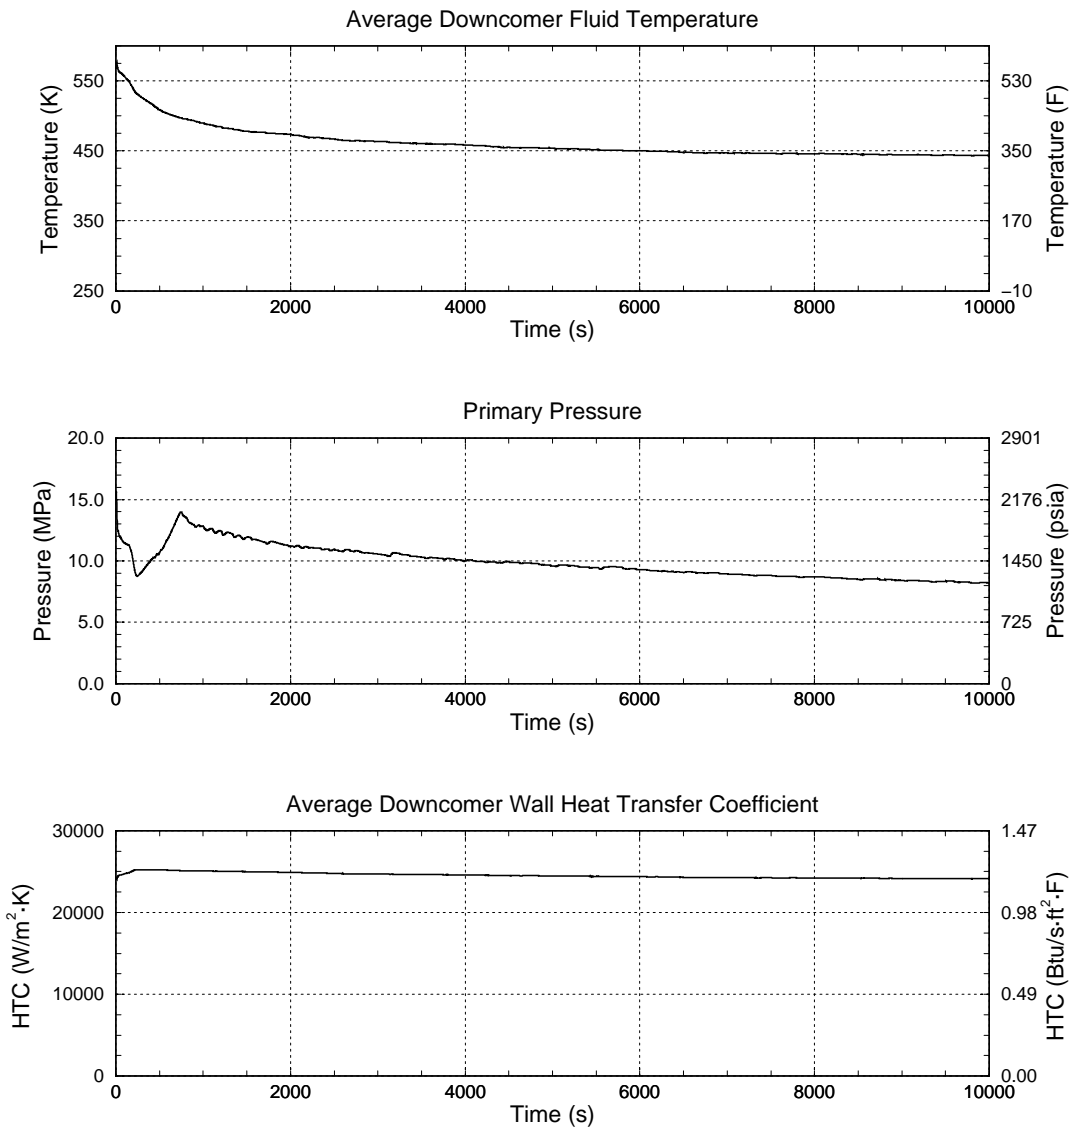 Average Downcomer Fluid Temperature
Temperature (K)
550
450
350
250
530
350
170
−10
Temperature (F)
0 2000 4000 6000 8000 10000
Time (s)
Primary Pressure
Pressure (MPa)
20.0
15.0
10.0
5.0
0.0
2901
2176
1450
725
0
Pressure (psia)
0 2000 4000 6000 8000 10000
Time (s)
Average Downcomer Wall Heat Transfer Coefficient
HTC (W/m²·K)
30000
20000
10000
0
1.47
0.98
0.49
0.00
HTC (Btu/s·ft²·F)
0 2000 4000 6000 8000 10000
Time (s)